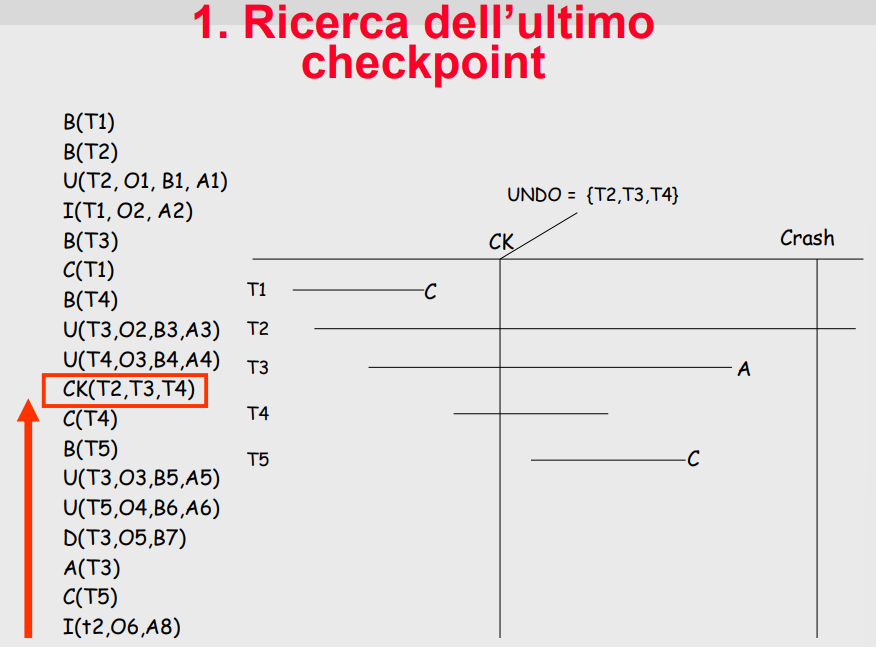 1. Ricerca dell’ultimo
checkpoint
B(T1)
B(T2)
U(T2, O1, B1, A1)
I(T1, O2, A2)
B(T3)
C(T1)
B(T4)
U(T3,O2,B3,A3)
U(T4,O3,B4,A4)
CK(T2,T3,T4)
C(T4)
B(T5)
U(T3,O3,B5,A5)
U(T5,O4,B6,A6)
D(T3,O5,B7)
A(T3)
C(T5)
I(t2,O6,A8)
UNDO = {T2,T3,T4}
CK
Crash
T1 C
T2
T3 A
T4
T5 C